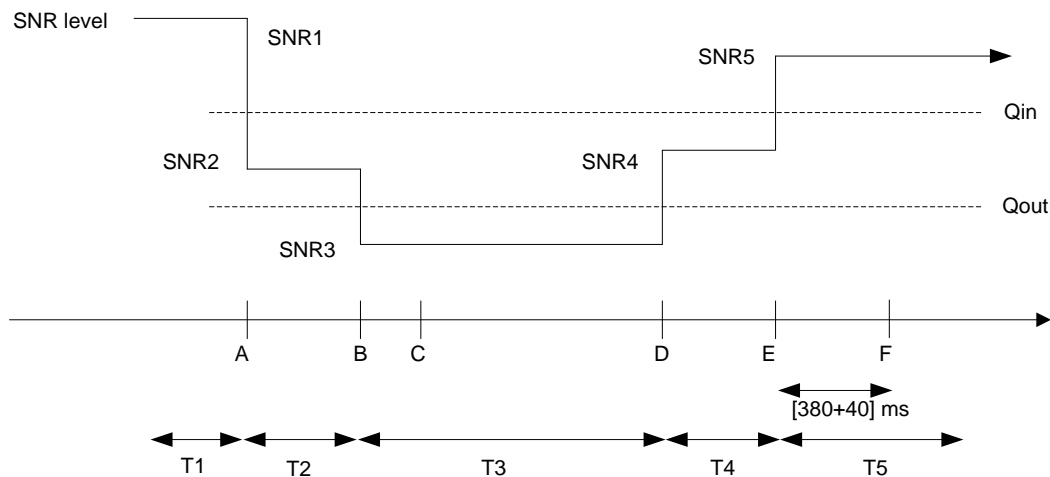 SNR level
SNR1
SNR5
Qin
SNR2
SNR4
Qout
SNR3
A
B
C
D
E
F
[380+40] ms
T1
T2
T3
T4
T5